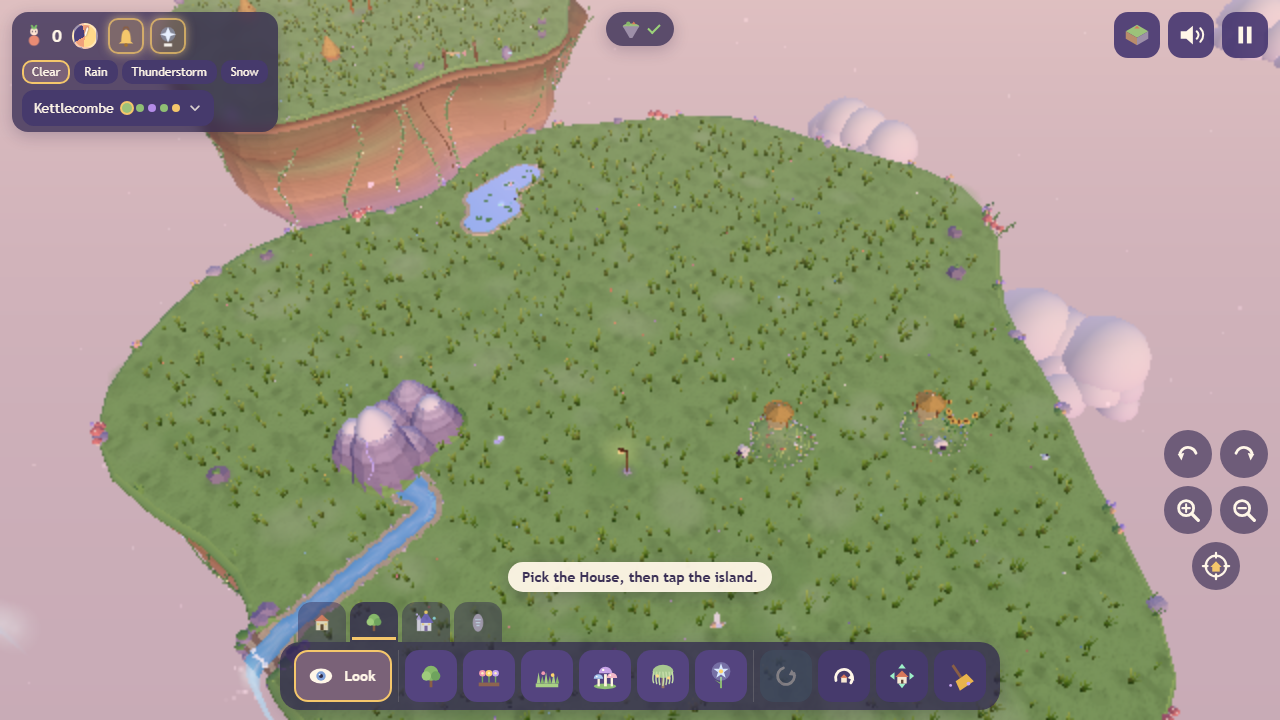 0
Clear Rain Thunderstorm Snow
Kettlecombe
Pick the House, then tap the island.
Look